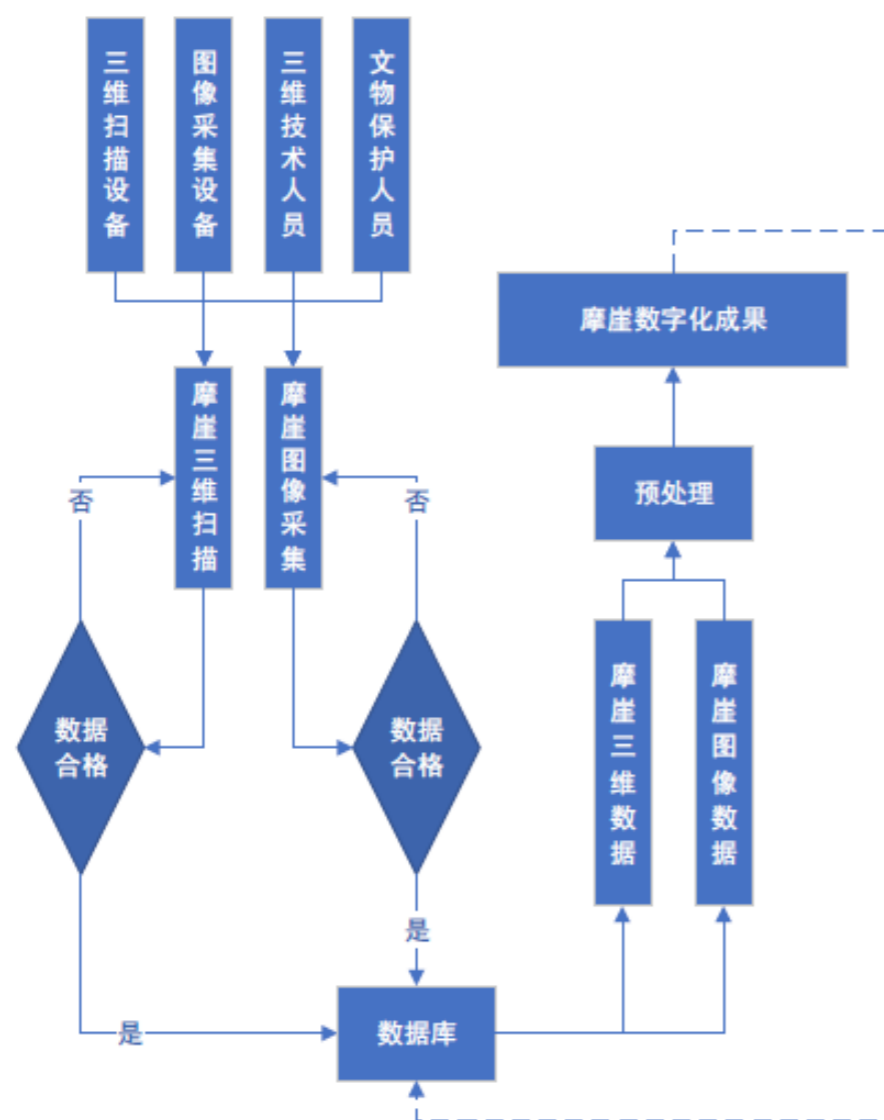 三维扫描设备
图像采集设备
三维技术人员
文物保护人员
摩崖数字化成果
摩崖三维扫描
摩崖图像采集
预处理
否
否
数据
合格
数据
合格
摩崖三维数据
摩崖图像数据
是
是
数据库